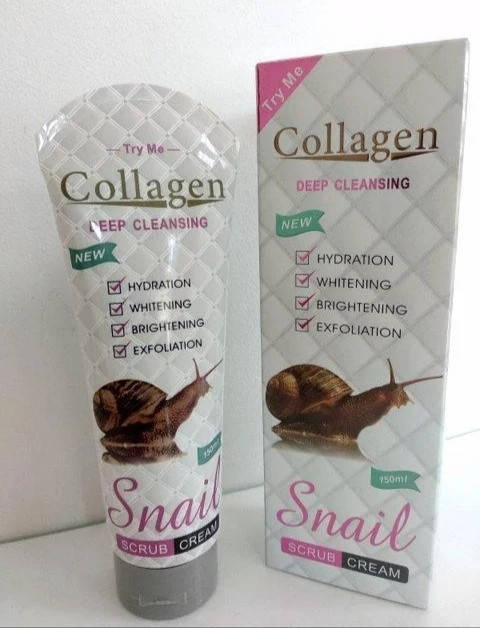 Try Me
Collagen
DEEP CLEANSING
NEW
HYDRATION
WHITENING
BRIGHTENING
EXFOLIATION
150ml
Snail
SCRUB CREAM
Try Me
Collagen
DEEP CLEANSING
NEW
HYDRATION
WHITENING
BRIGHTENING
EXFOLIATION
150ml
Snail
SCRUB CREAM